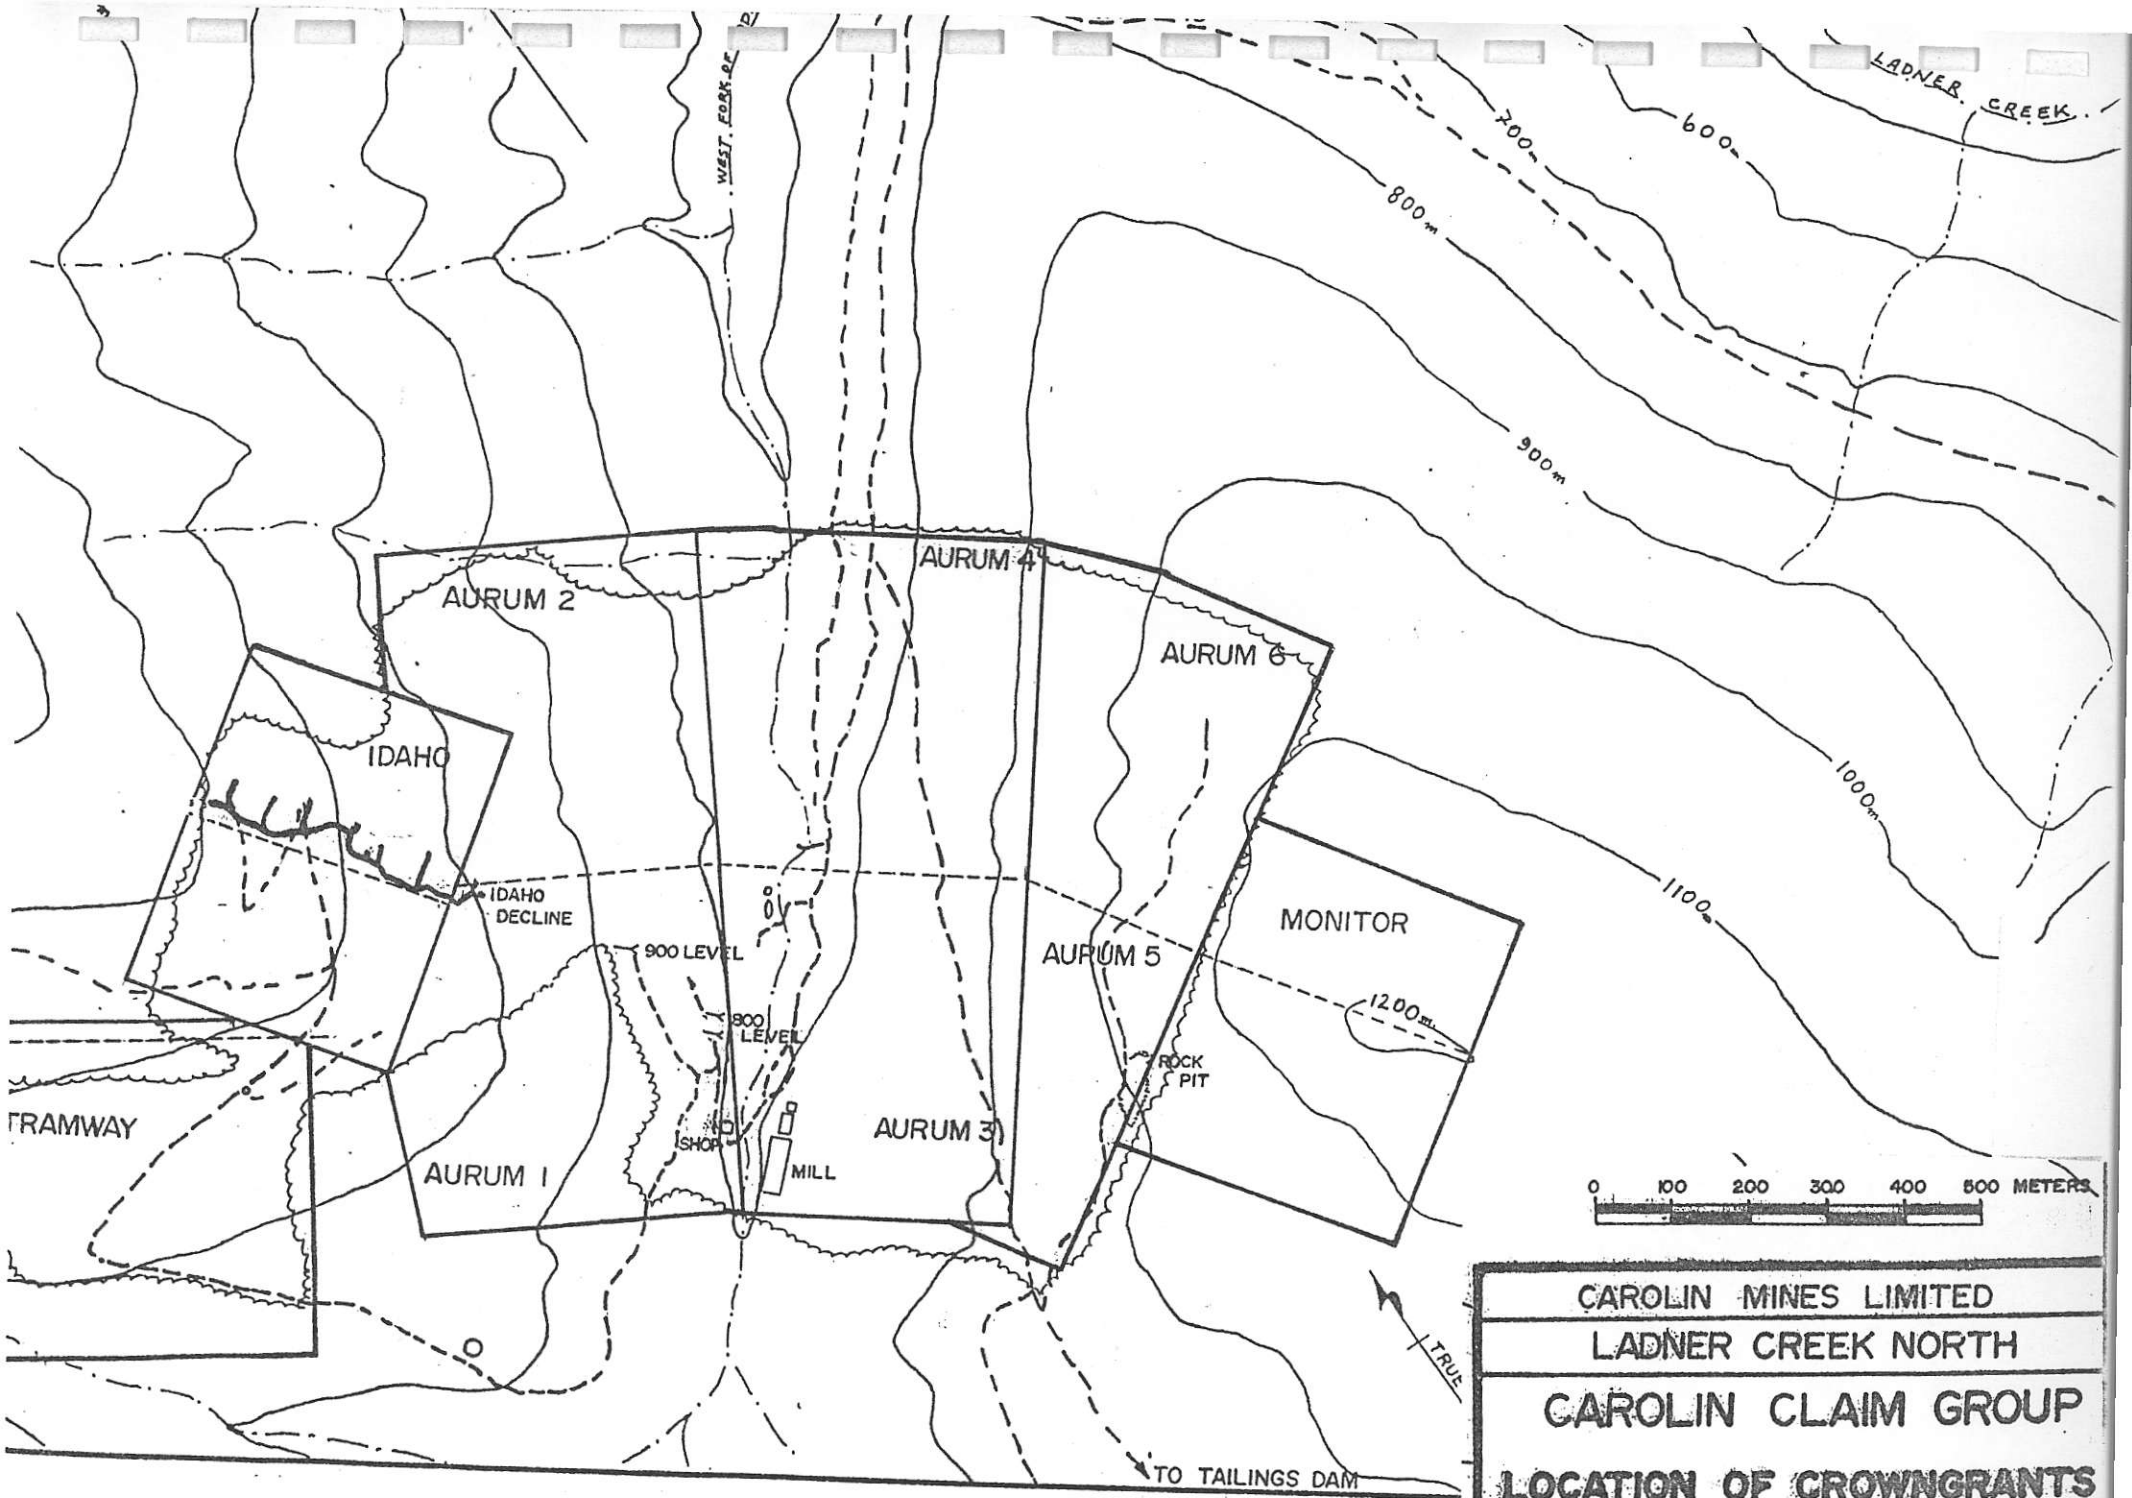 LADNER CREEK
WEST FORK OF
700m
600m
800m
900m
AURUM 4
AURUM 2
AURUM 6
IDAHO
1000m
1100m
IDAHO
DECLINE
MONITOR
900 LEVEL
AURUM 5
1200m
800
LEVEL
ROCK
PIT
TRAMWAY
AURUM 3
SHOP
MILL
AURUM 1
0 100 200 300 400 500 METERS
TRUE
CAROLIN MINES LIMITED
LADNER CREEK NORTH
CAROLIN CLAIM GROUP
TO TAILINGS DAM
LOCATION OF CROWNGRANTS